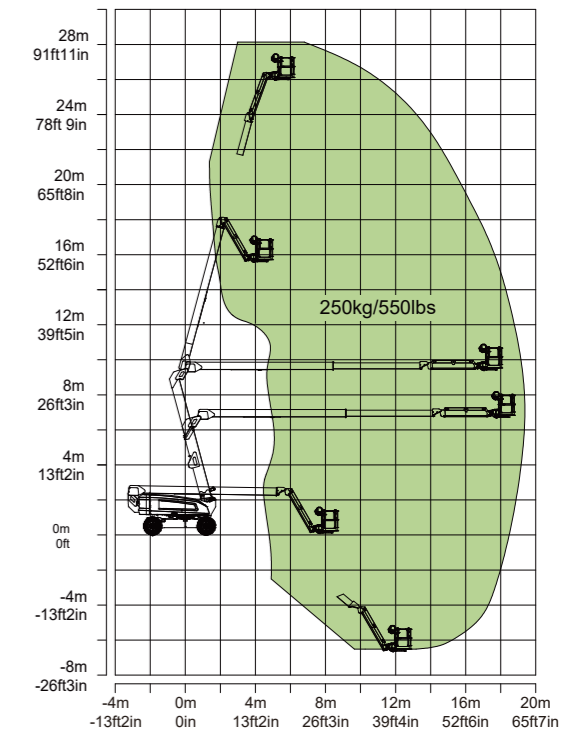 28m
91ft11in
24m
78ft 9in
20m
65ft8in
16m
52ft6in
250kg/550lbs
12m
39ft5in
8m
26ft3in
4m
13ft2in
0m
0ft
-4m
-13ft2in
-8m
-26ft3in
-4m 0m 4m 8m 12m 16m 20m
-13ft2in 0in 13ft2in 26ft3in 39ft4in 52ft6in 65ft7in